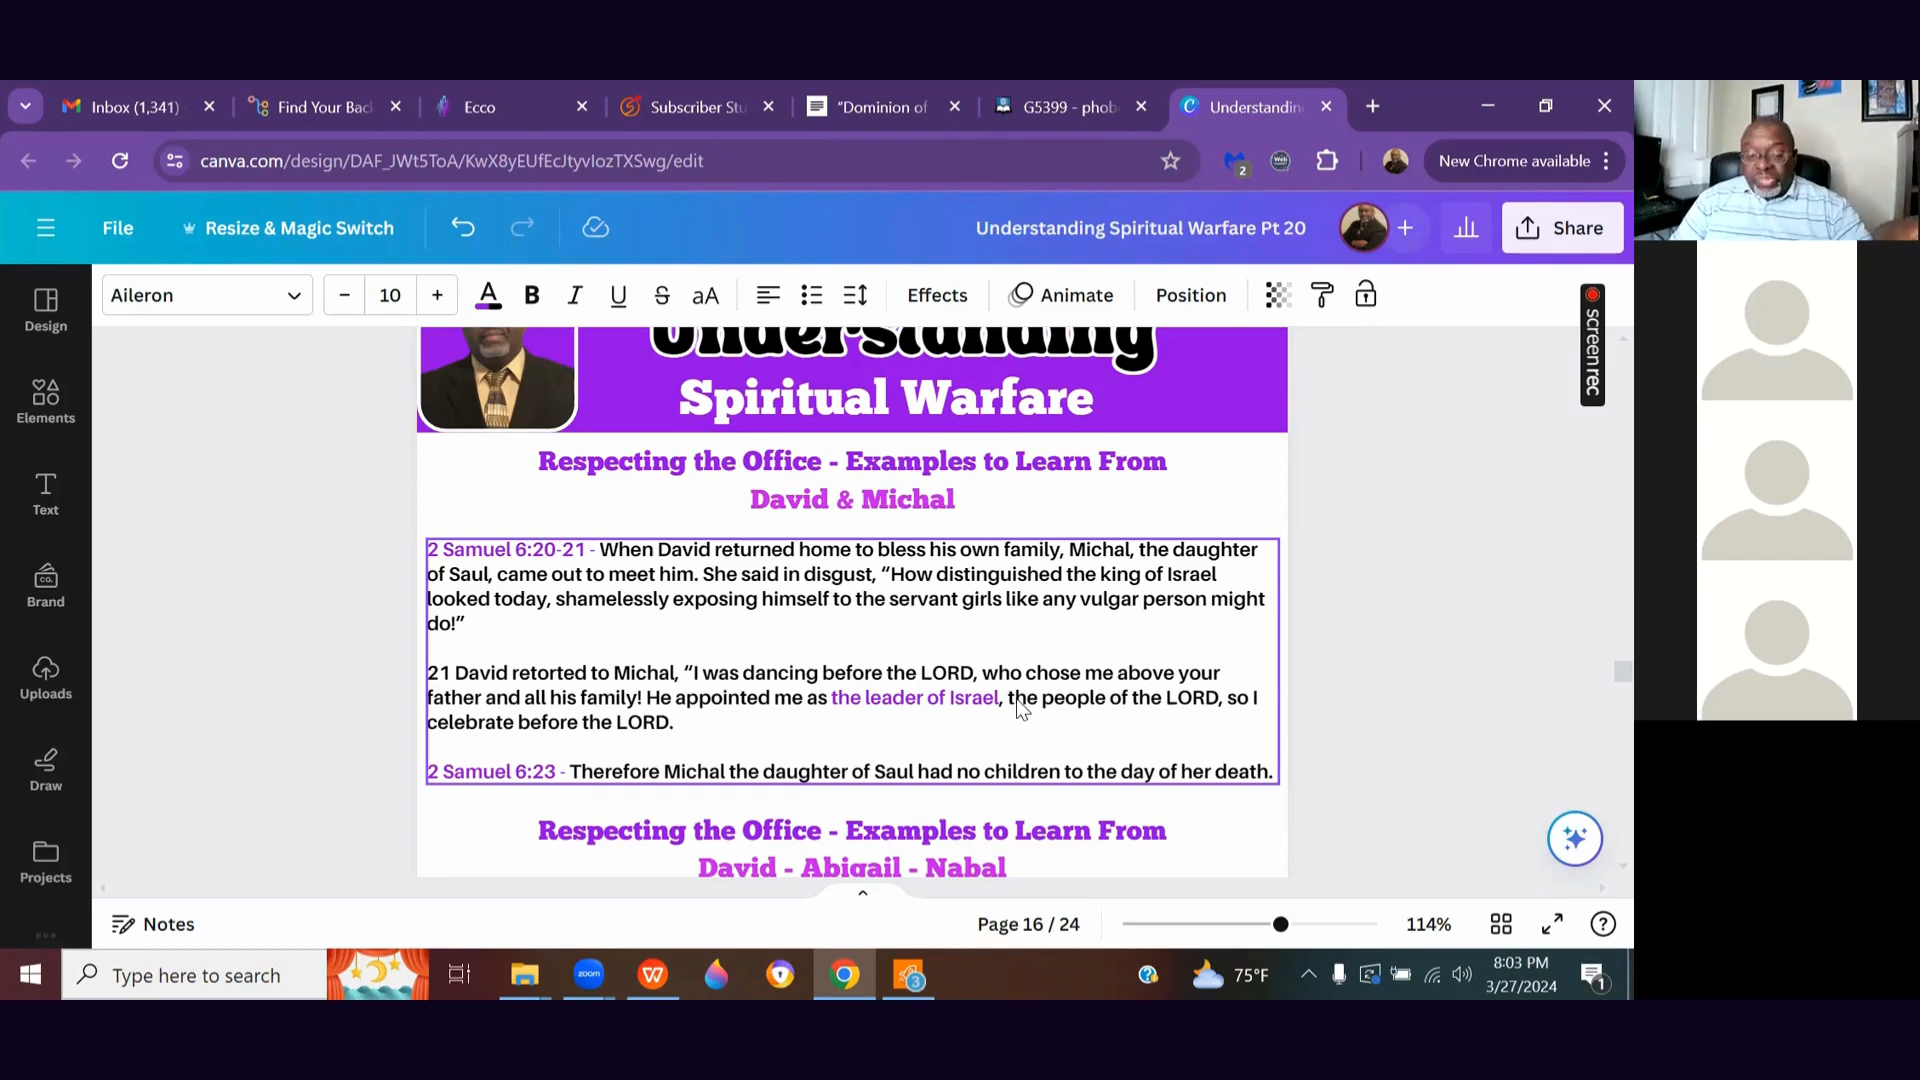 Inbox (1,341)
Find Your Bac
Ecco
Subscriber Stu
"Dominion of
G5399 - phob
Understandin
canva.com/design/DAF_JWt5ToA/KwX8yEUfEcJtyvIozTXSwg/edit
2
New Chrome available
File
Resize & Magic Switch
Understanding Spiritual Warfare Pt 20
Share
Aileron
10
A B I U S aA
Effects
Animate
Position
Design
Elements
Text
Brand
Uploads
Draw
Projects
screenrec
Understanding
Spiritual Warfare
Respecting the Office - Examples to Learn From
David & Michal
2 Samuel 6:20-21 - When David returned home to bless his own family, Michal, the daughter
of Saul, came out to meet him. She said in disgust, “How distinguished the king of Israel
looked today, shamelessly exposing himself to the servant girls like any vulgar person might
do!”
21 David retorted to Michal, “I was dancing before the LORD, who chose me above your
father and all his family! He appointed me as the leader of Israel, the people of the LORD, so I
celebrate before the LORD.
2 Samuel 6:23 - Therefore Michal the daughter of Saul had no children to the day of her death.
Respecting the Office - Examples to Learn From
David - Abigail - Nabal
Notes
Page 16 / 24
114%
Type here to search
zoom
3
75°F
8:03 PM
3/27/2024
1